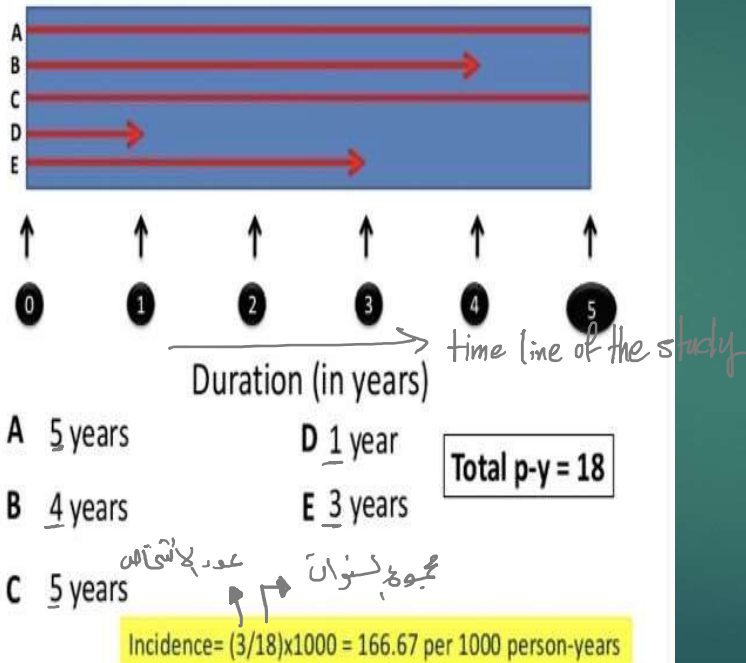 A
B
C
D
E
0 1 2 3 4 5
time line of the study
Duration (in years)
A 5 years
D 1 year
Total p-y = 18
B 4 years
E 3 years
عدد الاشخاص
مجموع السنوات
C 5 years
Incidence= (3/18)x1000 = 166.67 per 1000 person-years